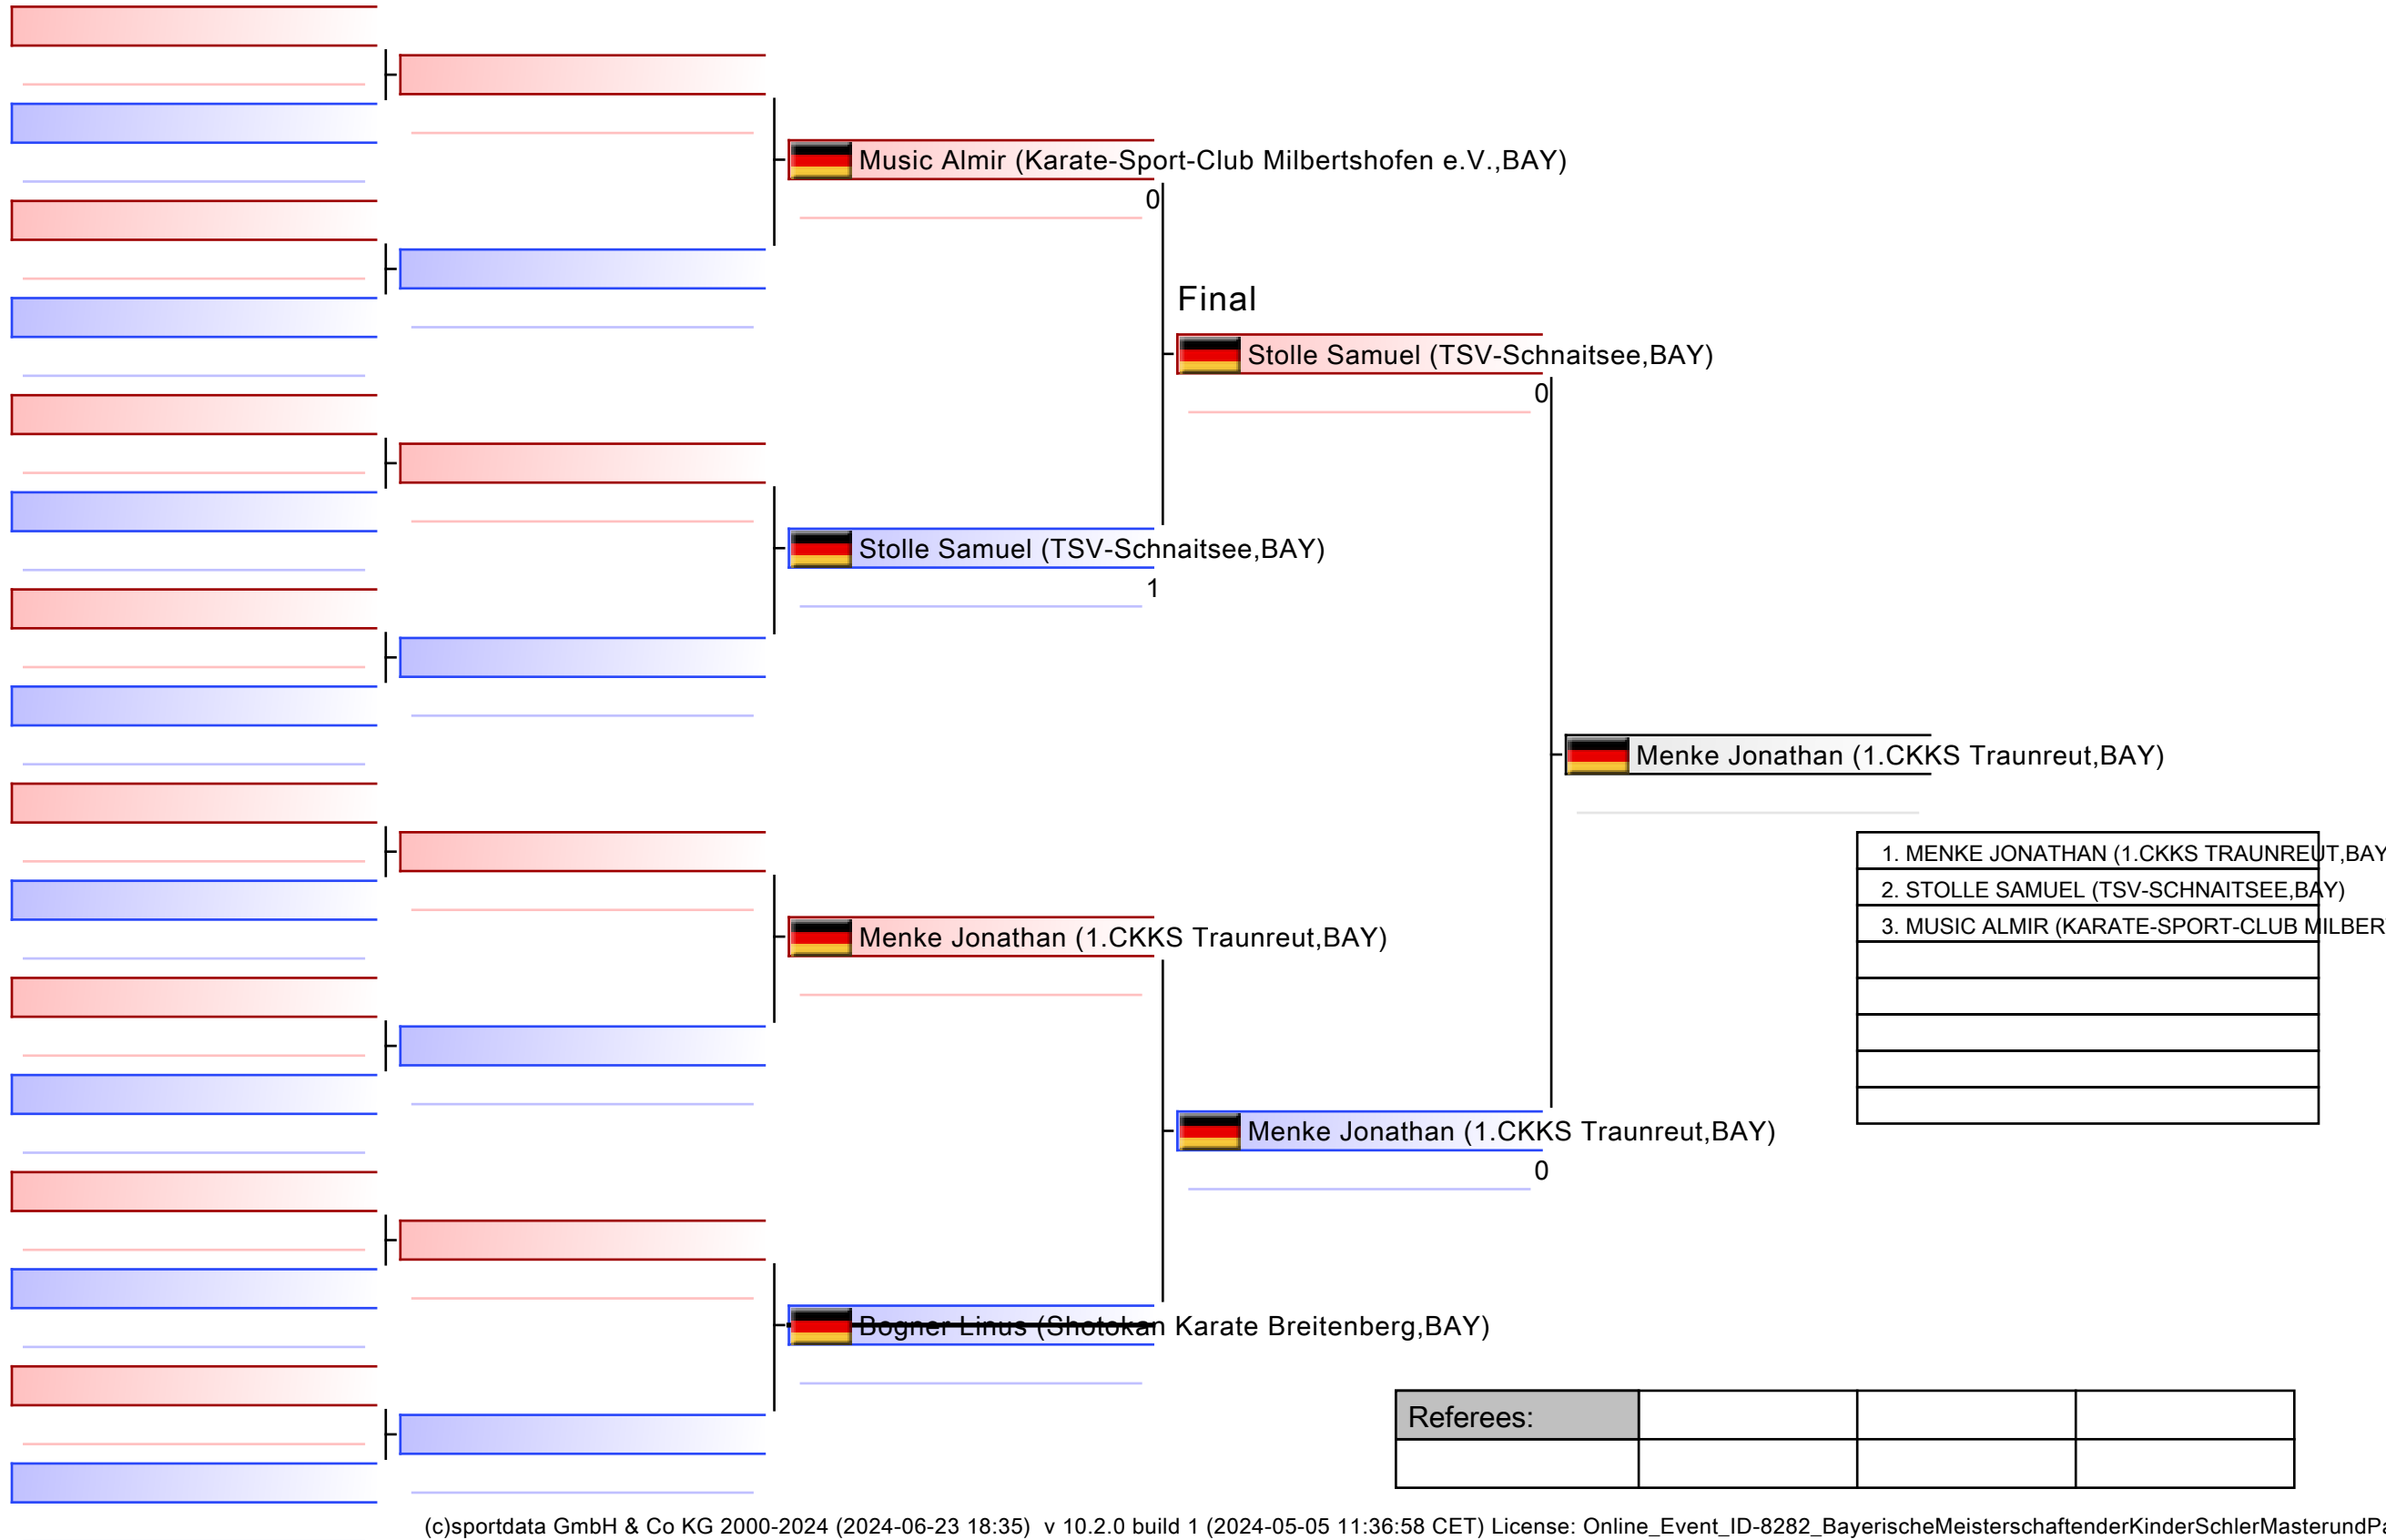 Music Almir (Karate-Sport-Club Milbertshofen e.V.,BAY)
0
Final
Stolle Samuel (TSV-Schnaitsee,BAY)
0
Stolle Samuel (TSV-Schnaitsee,BAY)
1
Menke Jonathan (1.CKKS Traunreut,BAY)
1. MENKE JONATHAN (1.CKKS TRAUNREUT,BAY
2. STOLLE SAMUEL (TSV-SCHNAITSEE,BAY)
3. MUSIC ALMIR (KARATE-SPORT-CLUB MILBER
Menke Jonathan (1.CKKS Traunreut,BAY)
Menke Jonathan (1.CKKS Traunreut,BAY)
0
Bogner Linus (Shotokan Karate Breitenberg,BAY)
Referees:
(c)sportdata GmbH & Co KG 2000-2024 (2024-06-23 18:35) v 10.2.0 build 1 (2024-05-05 11:36:58 CET) License: Online_Event_ID-8282_BayerischeMeisterschaftenderKinderSchlerMasterundPa